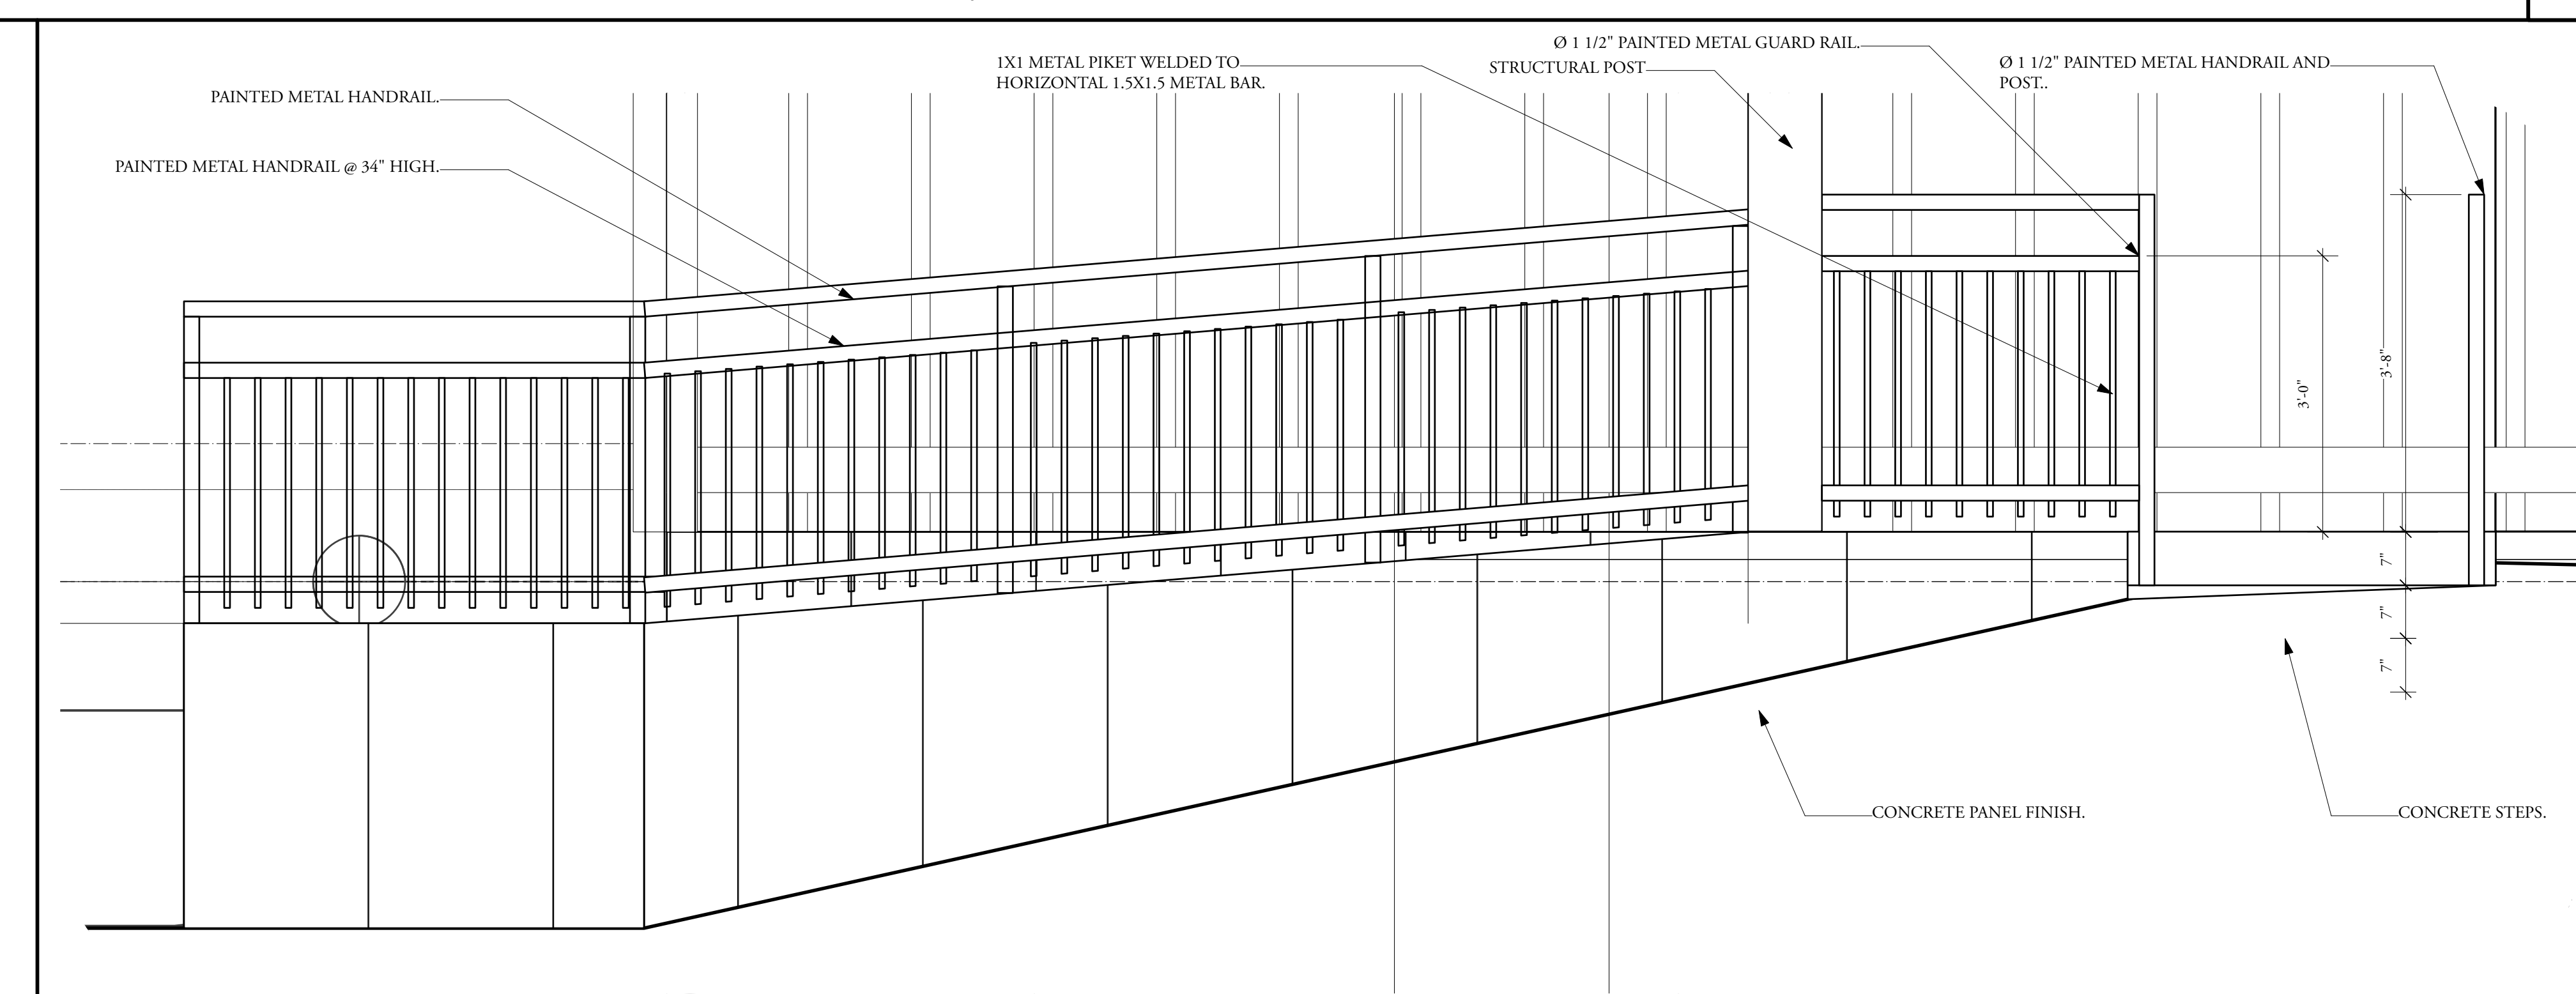 Ø 1 1/2" PAINTED METAL GUARD RAIL.
1X1 METAL PIKET WELDED TO
HORIZONTAL 1.5X1.5 METAL BAR.
STRUCTURAL POST
Ø 1 1/2" PAINTED METAL HANDRAIL AND
POST..
PAINTED METAL HANDRAIL.
PAINTED METAL HANDRAIL @ 34" HIGH.
3'-0"
3'-8"
7"
7"
7"
CONCRETE PANEL FINISH.
CONCRETE STEPS.